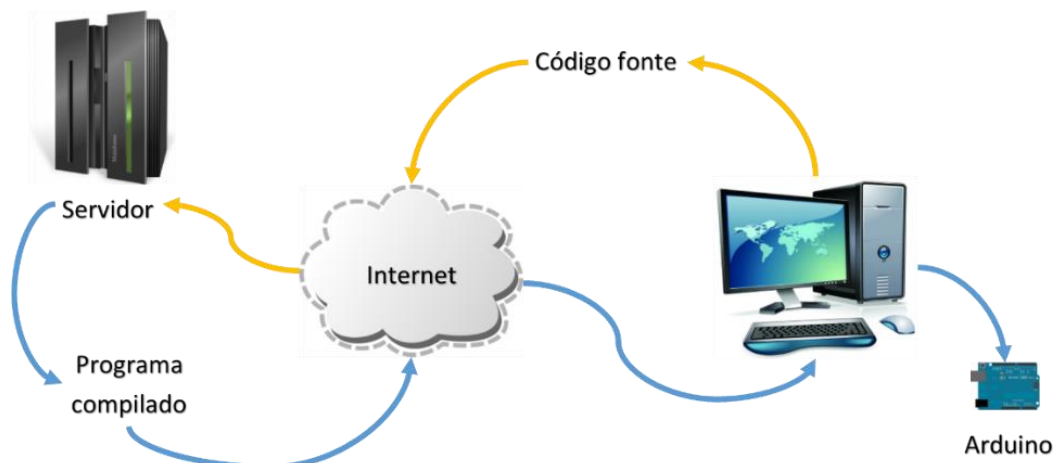 Código fonte
Servidor
Internet
Programa
compilado
Arduino